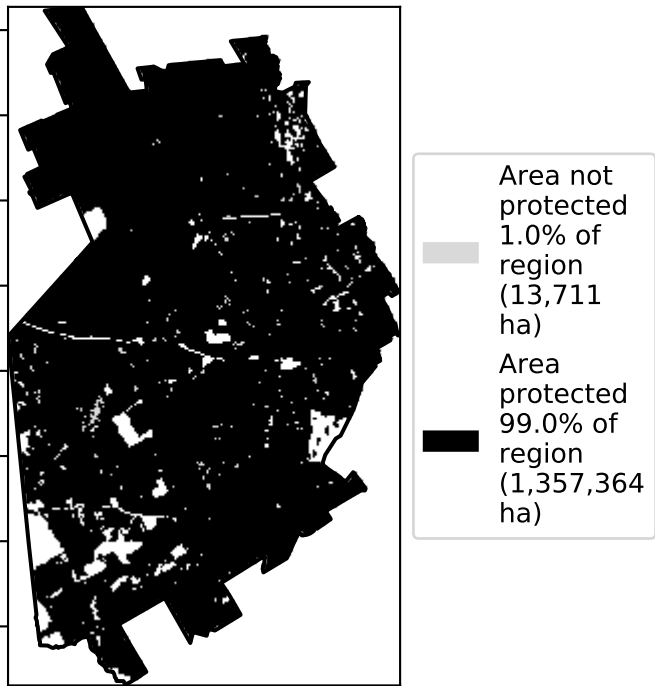 Area not
protected
1.0% of
region
(13,711
ha)
Area
protected
99.0% of
region
(1,357,364
ha)